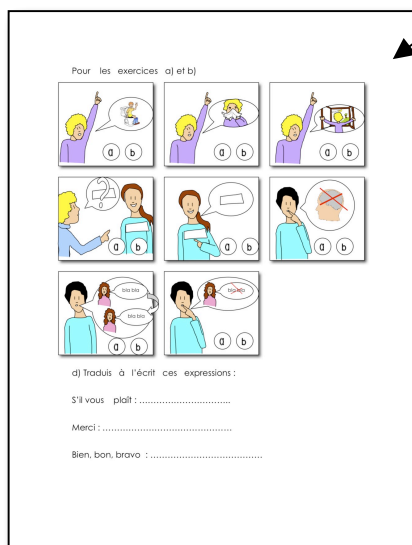 Pour les exercices a) et b)
a b
a b
a b
?
a b
a b
a b
bla bla
bla bla
a b
bla bla
a b
d) Traduis à l'écrit ces expressions :
S'il vous plaît : …………………………..
Merci : ………………………………………
Bien, bon, bravo : …………………………………